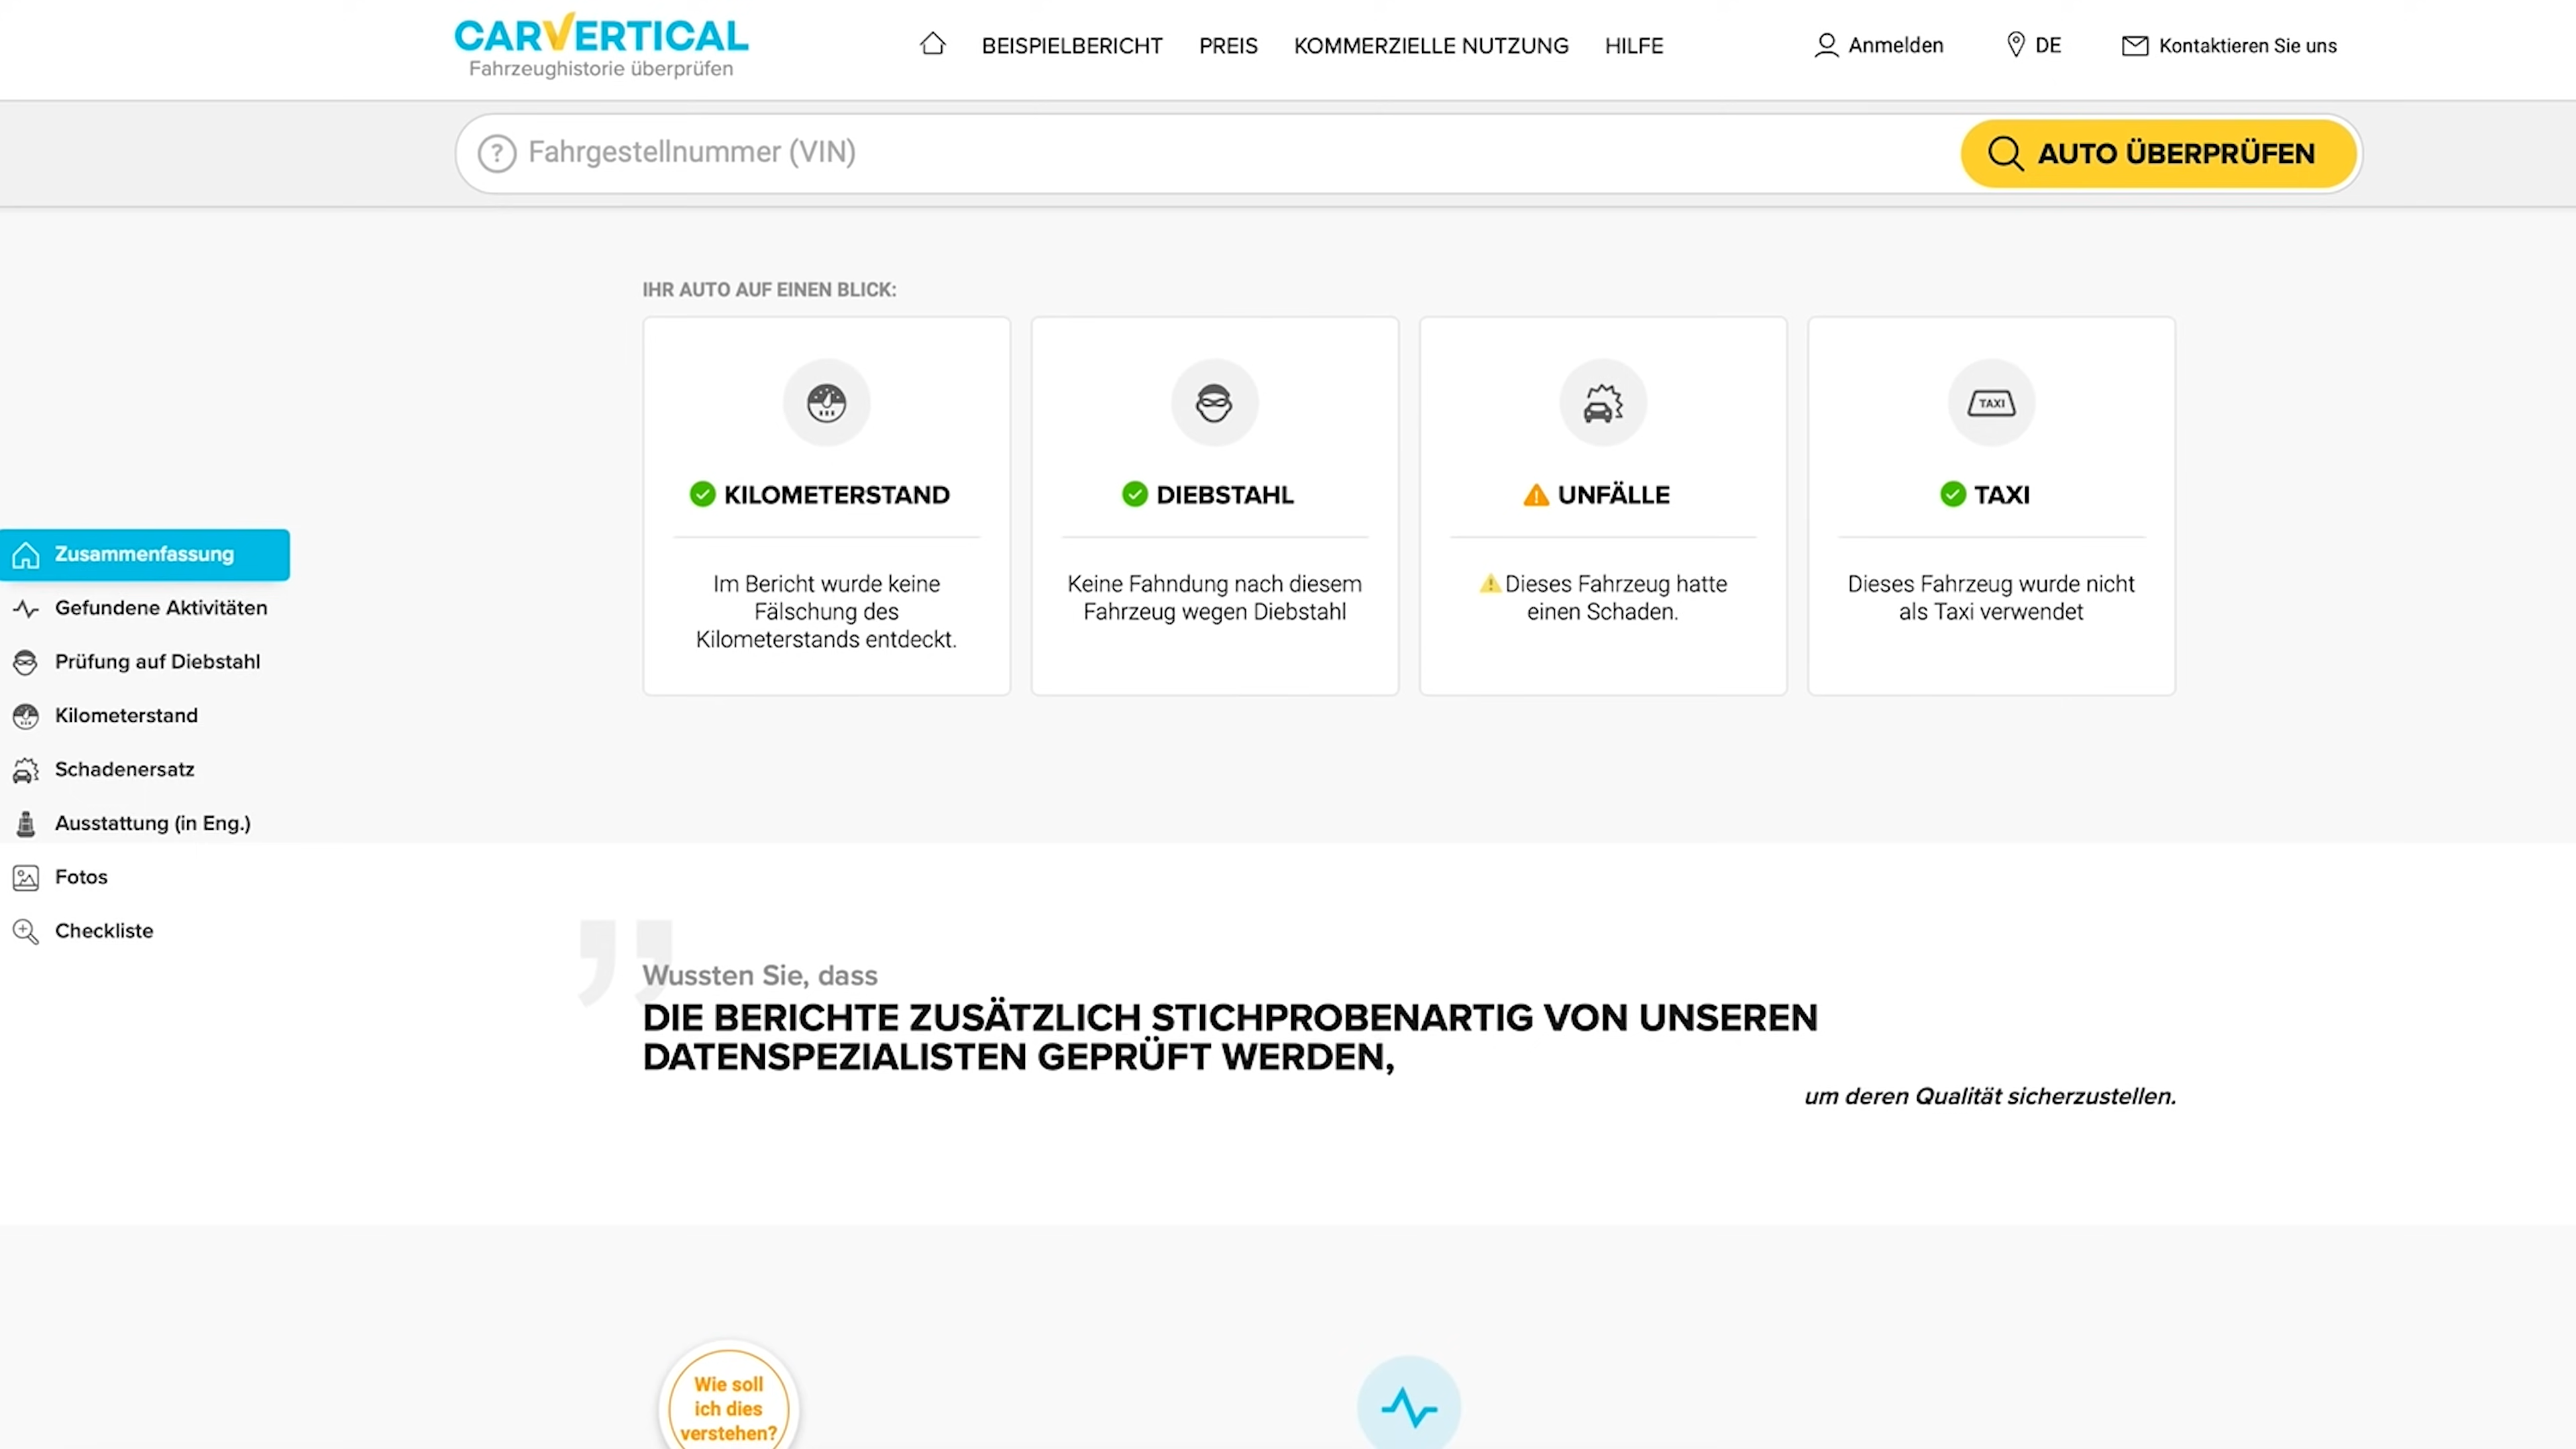 CARVERTICAL
Fahrzeughistorie überprüfen
BEISPIELBERICHT
PREIS
KOMMERZIELLE NUTZUNG
HILFE
Anmelden
DE
Kontaktieren Sie uns
? Fahrgestellnummer (VIN)
AUTO ÜBERPRÜFEN
Zusammenfassung
Gefundene Aktivitäten
Prüfung auf Diebstahl
Kilometerstand
Schadenersatz
Ausstattung (in Eng.)
Fotos
Checkliste
IHR AUTO AUF EINEN BLICK:
KILOMETERSTAND
Im Bericht wurde keine
Fälschung des
Kilometerstands entdeckt.
DIEBSTAHL
Keine Fahndung nach diesem
Fahrzeug wegen Diebstahl
UNFÄLLE
Dieses Fahrzeug hatte
einen Schaden.
TAXI
TAXI
Dieses Fahrzeug wurde nicht
als Taxi verwendet
Wussten Sie, dass
DIE BERICHTE ZUSÄTZLICH STICHPROBENARTIG VON UNSEREN
DATENSPEZIALISTEN GEPRÜFT WERDEN,
um deren Qualität sicherzustellen.
Wie soll
ich dies
verstehen?